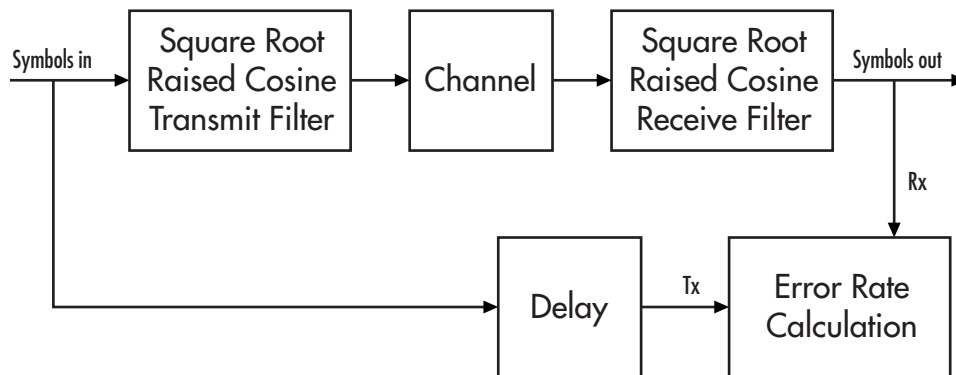 Symbols in
Square Root
Raised Cosine
Transmit Filter
Channel
Square Root
Raised Cosine
Receive Filter
Symbols out
Rx
Delay
Tx
Error Rate
Calculation